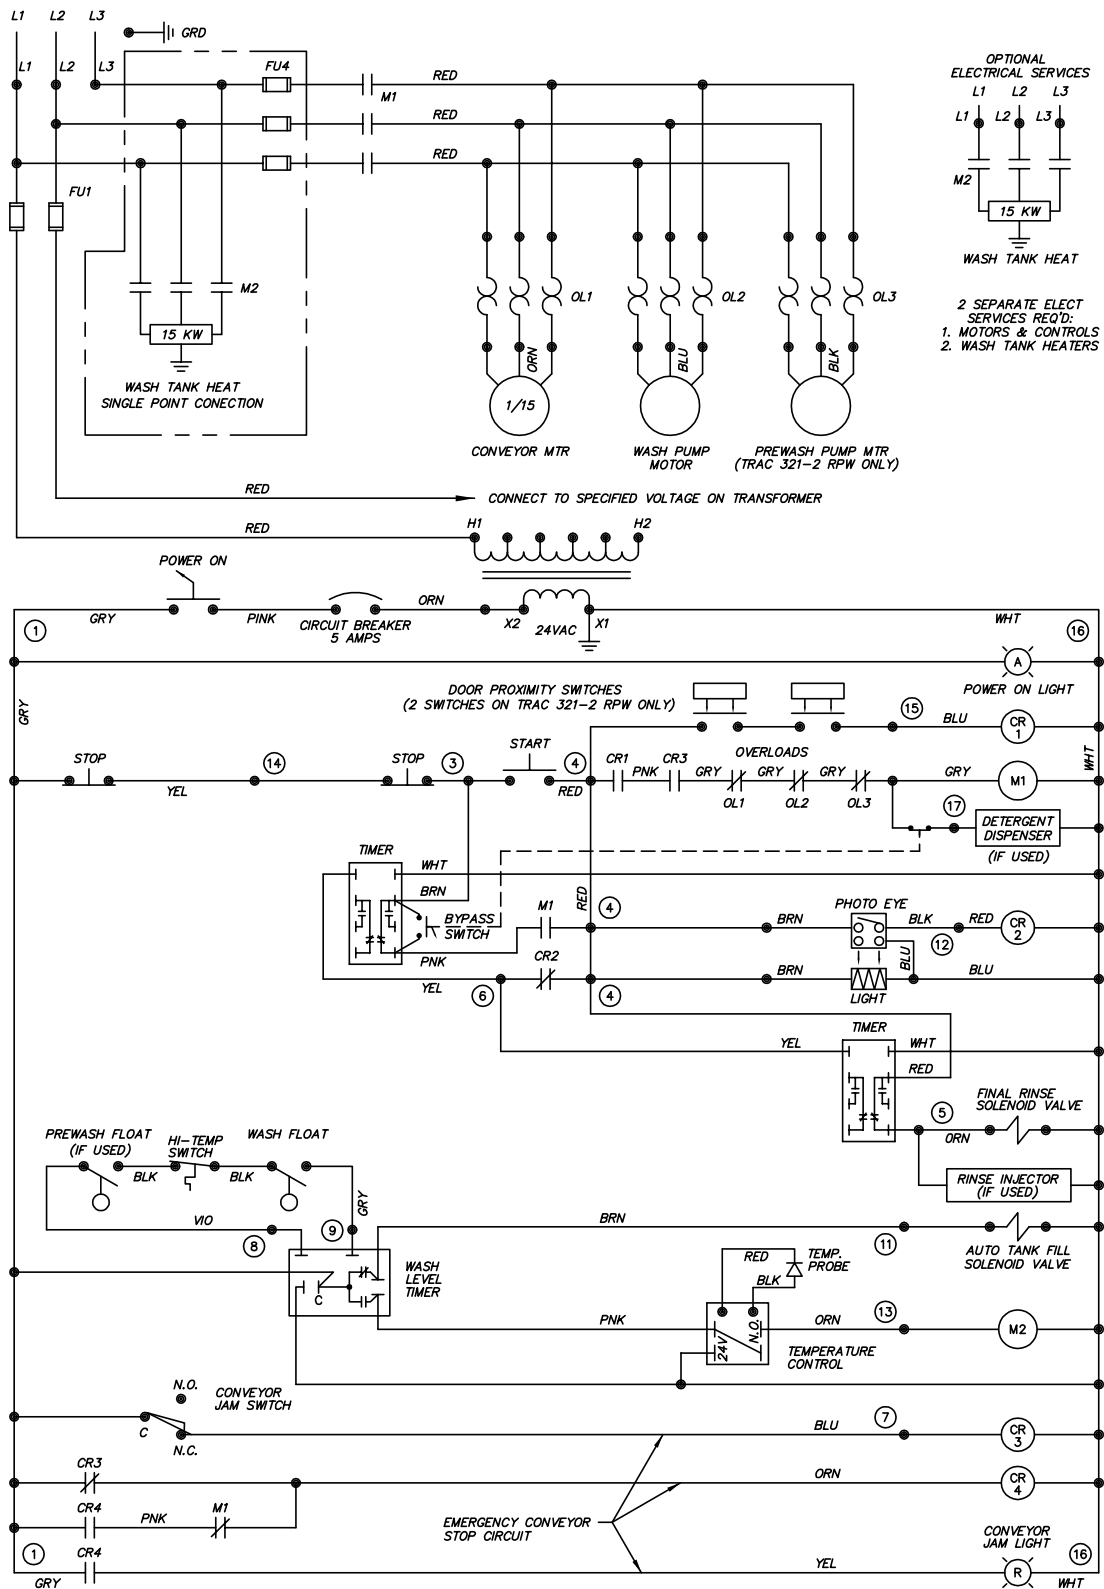 L1
L2
L3
GRD
L1
L2
L3
FU4
RED
M1
RED
RED
FU1
M2
15 KW
WASH TANK HEAT
SINGLE POINT CONECTION
OL1
OL2
OL3
ORN
BLU
BLK
1/15
CONVEYOR MTR
WASH PUMP
MOTOR
PREWASH PUMP MTR
(TRAC 321-2 RPW ONLY)
OPTIONAL
ELECTRICAL SERVICES
L1
L2
L3
L1
L2
L3
M2
15 KW
WASH TANK HEAT
2 SEPARATE ELECT
SERVICES REQ'D:
1. MOTORS & CONTROLS
2. WASH TANK HEATERS
RED
CONNECT TO SPECIFIED VOLTAGE ON TRANSFORMER
RED
H1
H2
POWER ON
GRY
PINK
CIRCUIT BREAKER
5 AMPS
ORN
X2
24VAC
X1
WHT
1
16
A
POWER ON LIGHT
GRY
DOOR PROXIMITY SWITCHES
(2 SWITCHES ON TRAC 321-2 RPW ONLY)
15
BLU
CR
1
WHT
STOP
YEL
14
STOP
3
START
4
RED
CR1
PNK
CR3
GRY
OVERLOADS
GRY
GRY
OL1
OL2
OL3
GRY
M1
17
DETERGENT
DISPENSER
(IF USED)
TIMER
WHT
BRN
BYPASS
SWITCH
PNK
M1
RED
4
BRN
PHOTO EYE
BLK
RED
CR
2
12
BLU
YEL
6
CR2
4
BRN
LIGHT
BLU
YEL
TIMER
WHT
RED
5
ORN
FINAL RINSE
SOLENOID VALVE
RINSE INJECTOR
(IF USED)
PREWASH FLOAT
(IF USED)
HI-TEMP
SWITCH
WASH FLOAT
BLK
BLK
GRY
VIO
8
9
BRN
11
AUTO TANK FILL
SOLENOID VALVE
C
WASH
LEVEL
TIMER
RED
BLK
TEMP.
PROBE
PNK
24V
N.O.
ORN
13
M2
TEMPERATURE
CONTROL
N.O.
CONVEYOR
JAM SWITCH
C
N.C.
BLU
7
CR
3
CR3
ORN
CR
4
CR4
PNK
M1
EMERGENCY CONVEYOR
STOP CIRCUIT
CONVEYOR
JAM LIGHT
1
CR4
GRY
YEL
R
16
WHT